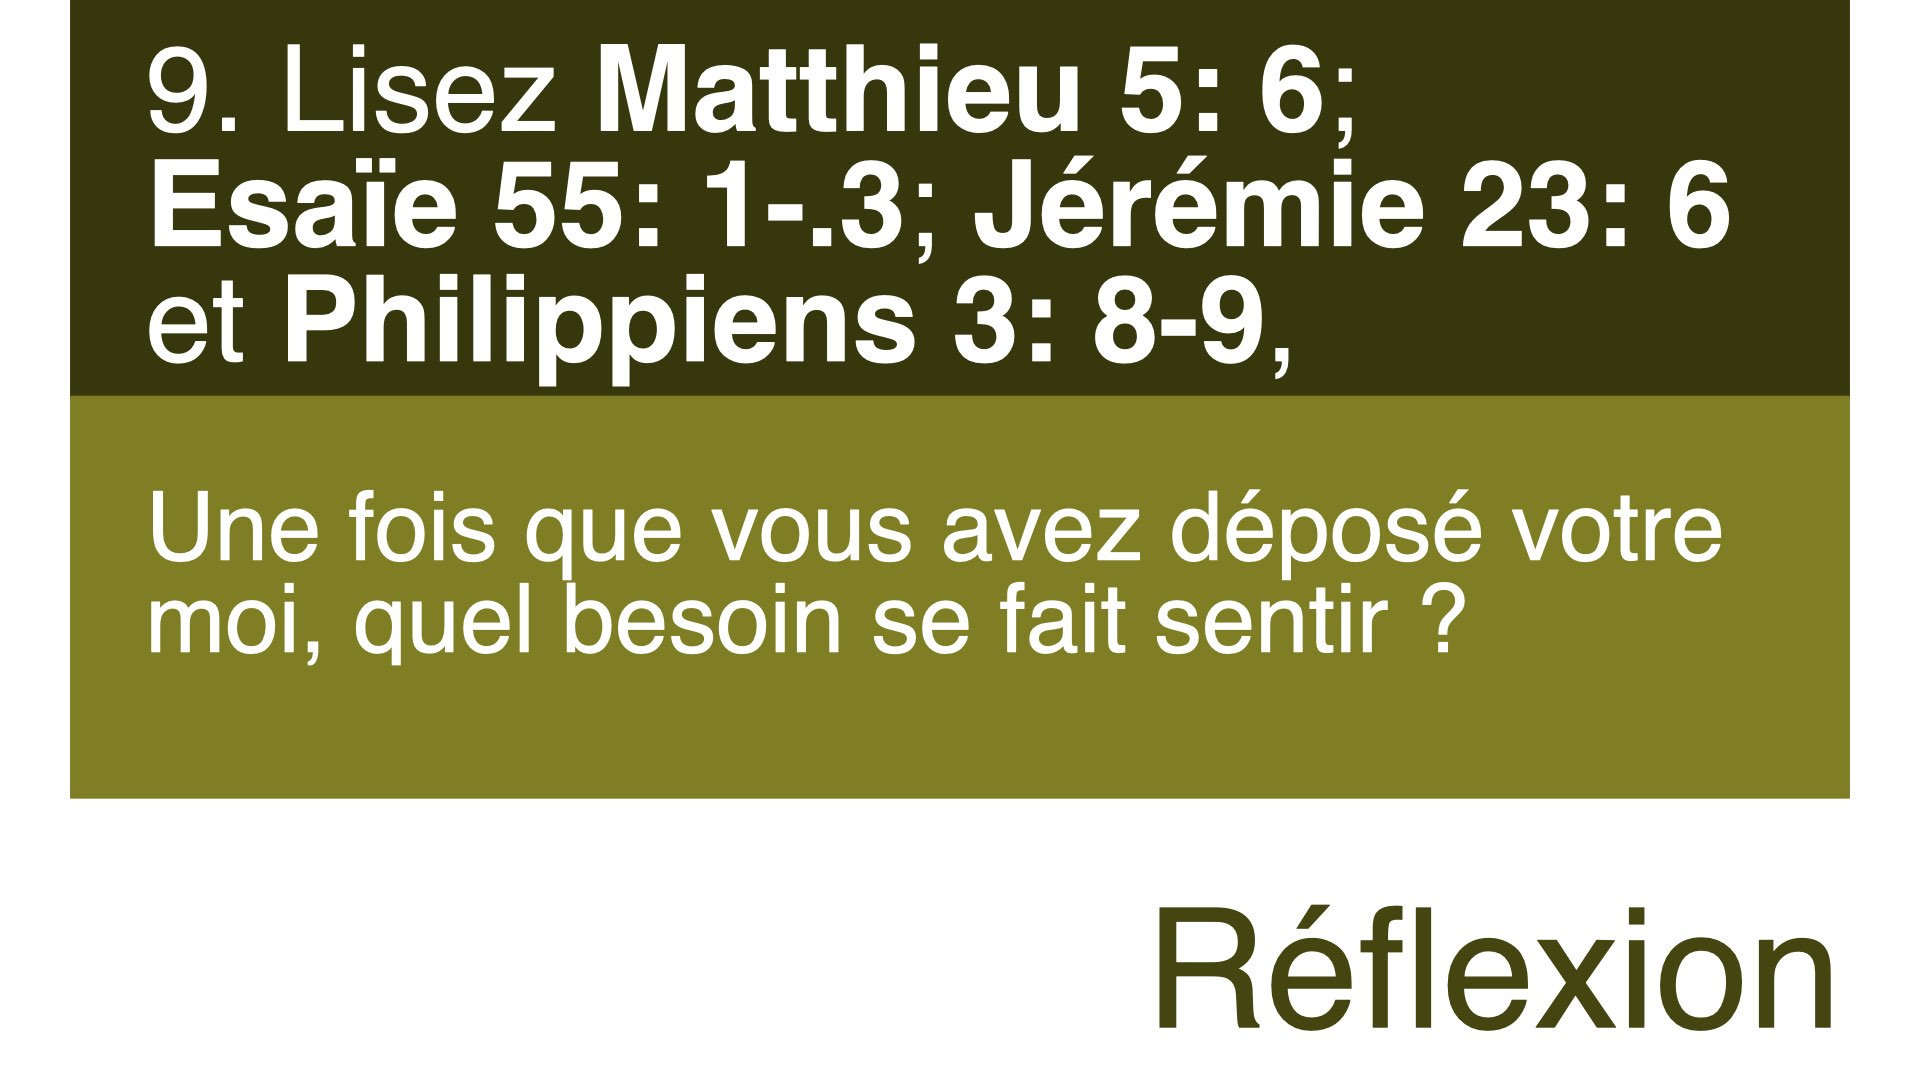 9. Lisez Matthieu 5: 6;
Esaïe 55: 1-.3; Jérémie 23: 6
et Philippiens 3: 8-9,
Une fois que vous avez déposé votre
moi, quel besoin se fait sentir ?
Réflexion